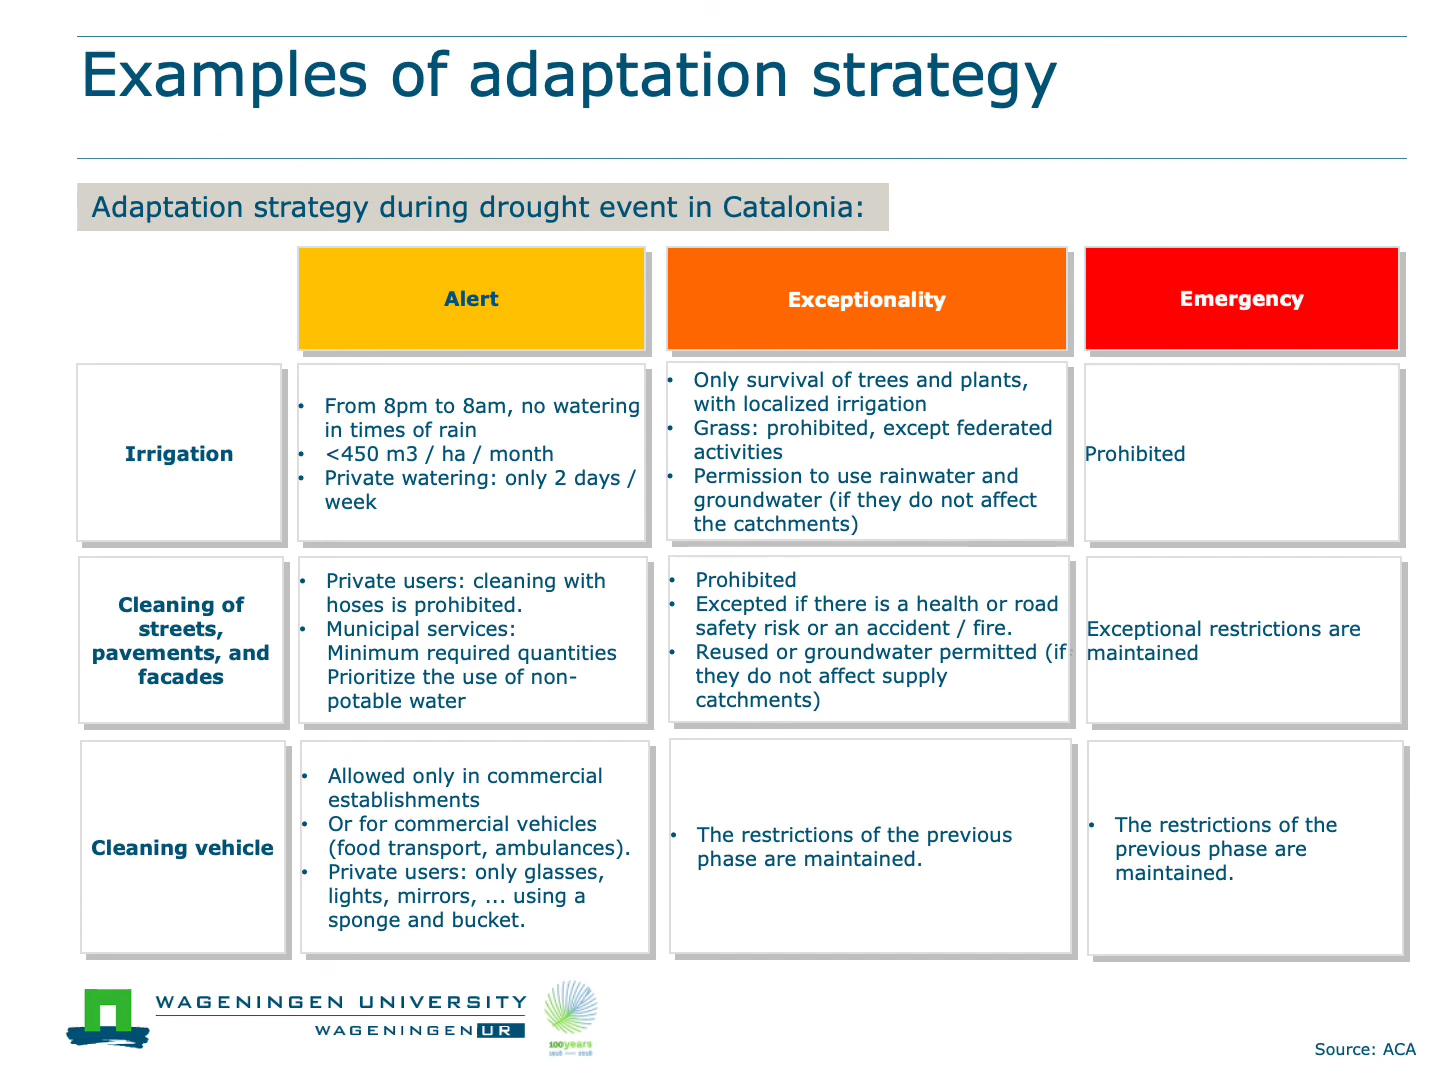 Examples of adaptation strategy
Adaptation strategy during drought event in Catalonia:
Alert
Exceptionality
Emergency
Irrigation
• From 8pm to 8am, no watering
in times of rain
• <450 m3 / ha / month
• Private watering: only 2 days /
week
• Only survival of trees and plants,
with localized irrigation
• Grass: prohibited, except federated
activities
• Permission to use rainwater and
groundwater (if they do not affect
the catchments)
Prohibited
Cleaning of
streets,
pavements, and
facades
• Private users: cleaning with
hoses is prohibited.
• Municipal services:
Minimum required quantities
Prioritize the use of non-
potable water
• Prohibited
• Excepted if there is a health or road
safety risk or an accident / fire.
• Reused or groundwater permitted (if
they do not affect supply
catchments)
Exceptional restrictions are
maintained
Cleaning vehicle
• Allowed only in commercial
establishments
• Or for commercial vehicles
(food transport, ambulances).
• Private users: only glasses,
lights, mirrors, ... using a
sponge and bucket.
• The restrictions of the previous
phase are maintained.
• The restrictions of the
previous phase are
maintained.
WAGENINGEN UNIVERSITY
WAGENINGEN UR
100years
1918 — 2018
Source: ACA